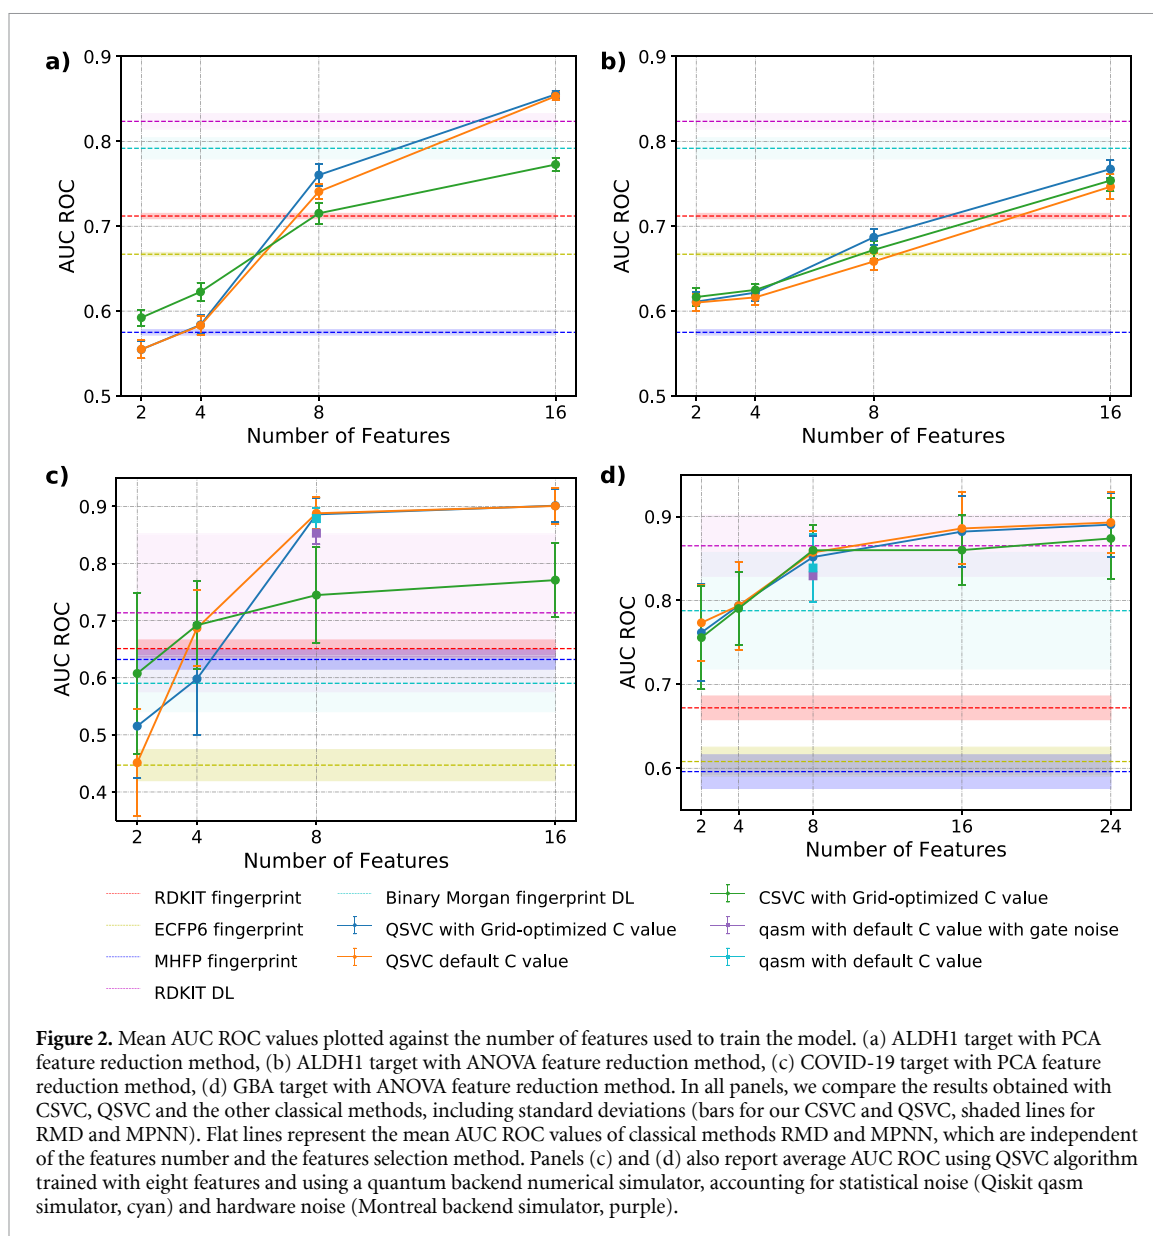 a)
0.9
0.8
0.7
0.6
0.5
AUC ROC
2 4 8 16
Number of Features
b)
0.9
0.8
0.7
0.6
0.5
AUC ROC
2 4 8 16
Number of Features
c)
0.9
0.8
0.7
0.6
0.5
0.4
AUC ROC
2 4 8 16
Number of Features
d)
0.9
0.8
0.7
0.6
AUC ROC
2 4 8 16 24
Number of Features
RDKIT fingerprint
ECFP6 fingerprint
MHFP fingerprint
RDKIT DL
Binary Morgan fingerprint DL
QSVC with Grid-optimized C value
QSVC default C value
CSVC with Grid-optimized C value
qasm with default C value with gate noise
qasm with default C value
Figure 2. Mean AUC ROC values plotted against the number of features used to train the model. (a) ALDH1 target with PCA
feature reduction method, (b) ALDH1 target with ANOVA feature reduction method, (c) COVID-19 target with PCA feature
reduction method, (d) GBA target with ANOVA feature reduction method. In all panels, we compare the results obtained with
CSVC, QSVC and the other classical methods, including standard deviations (bars for our CSVC and QSVC, shaded lines for
RMD and MPNN). Flat lines represent the mean AUC ROC values of classical methods RMD and MPNN, which are independent
of the features number and the features selection method. Panels (c) and (d) also report average AUC ROC using QSVC algorithm
trained with eight features and using a quantum backend numerical simulator, accounting for statistical noise (Qiskit qasm
simulator, cyan) and hardware noise (Montreal backend simulator, purple).